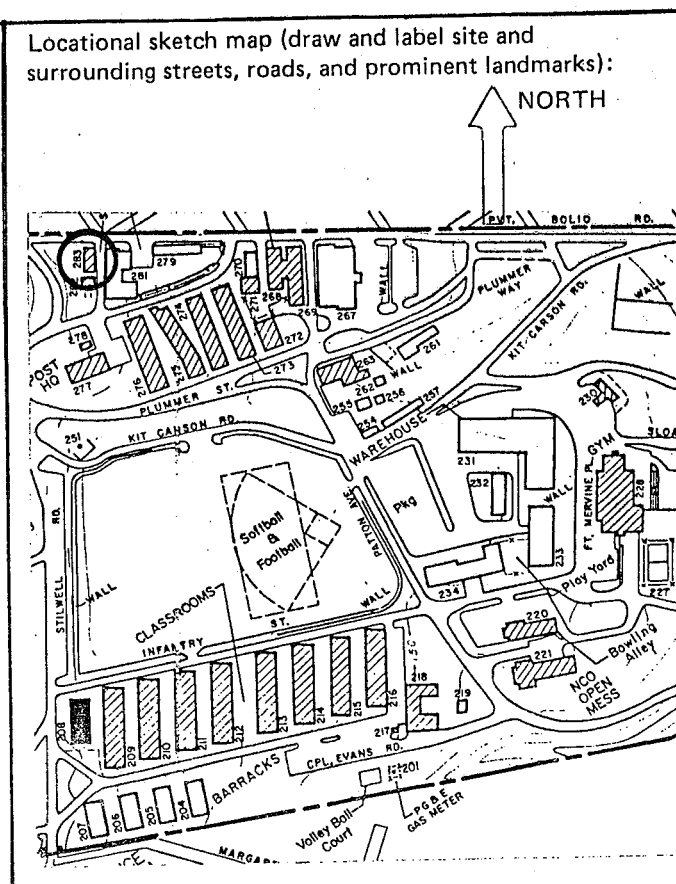 Locational sketch map (draw and label site and
surrounding streets, roads, and prominent landmarks):
NORTH
PVT. BOLIO RD.
283
281
279
270
271
268
269
267
WALL
PLUMMER
WAY
KIT CARSON RD.
WALL
278
POST
HQ
277
276
275
274
273
272
263
261
WALL
262
256
255
254
257
WAREHOUSE
PLUMMER ST.
KIT CARSON RD.
251
230
SLOA
GYM
228
FT. MERVINE PL.
231
232
WALL
233
Pkg
PATTON AVE
Softball
&
Football
STILWELL RD.
WALL
CLASSROOMS
INFANTRY ST.
WALL
234
Play Yard
227
220
221
Bowling
Alley
NCO
OPEN
MESS
208
209
210
211
212
213
214
215
216
218
219
217
BARRACKS
CPL. EVANS RD.
201
PG&E
GAS METER
Volley Ball
Court
207
206
205
204
MARGAR